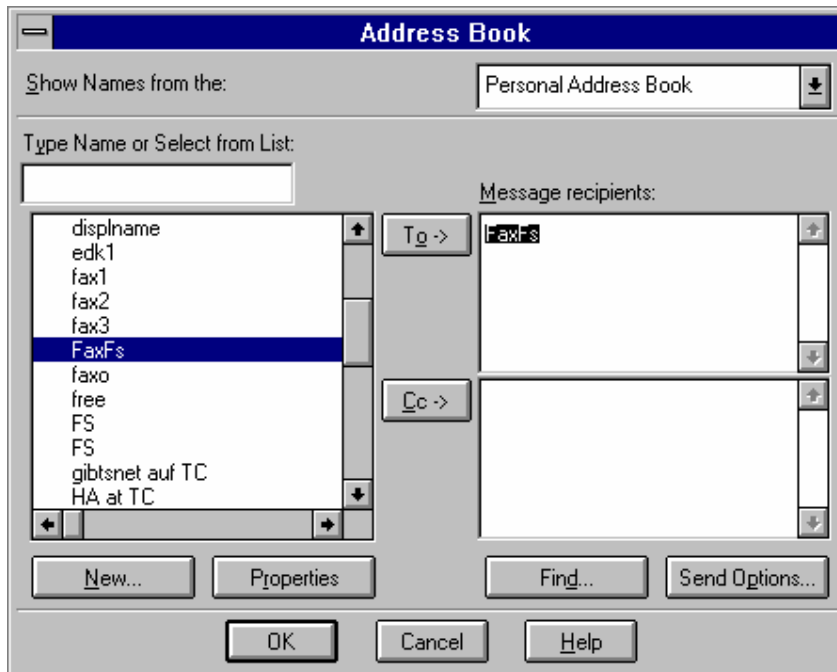 Address Book
Show Names from the:
Personal Address Book
Type Name or Select from List:
Message recipients:
displname
edk1
fax1
fax2
fax3
FaxFs
faxo
free
FS
FS
gibtsnet auf TC
HA at TC
To ->
FaxFs
Cc ->
New...
Properties
Find...
Send Options...
OK
Cancel
Help